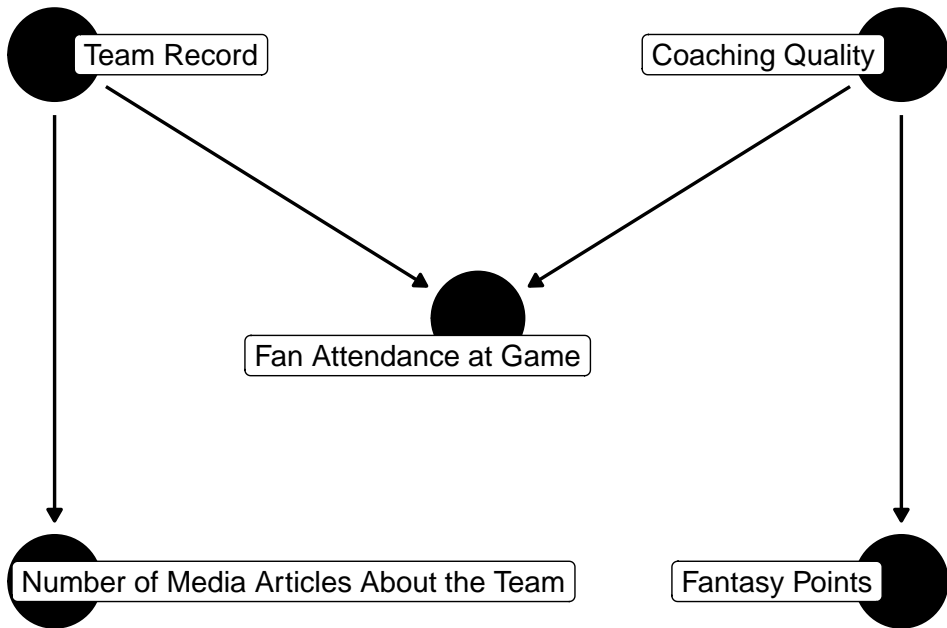 Team Record
Coaching Quality
Fan Attendance at Game
Number of Media Articles About the Team
Fantasy Points